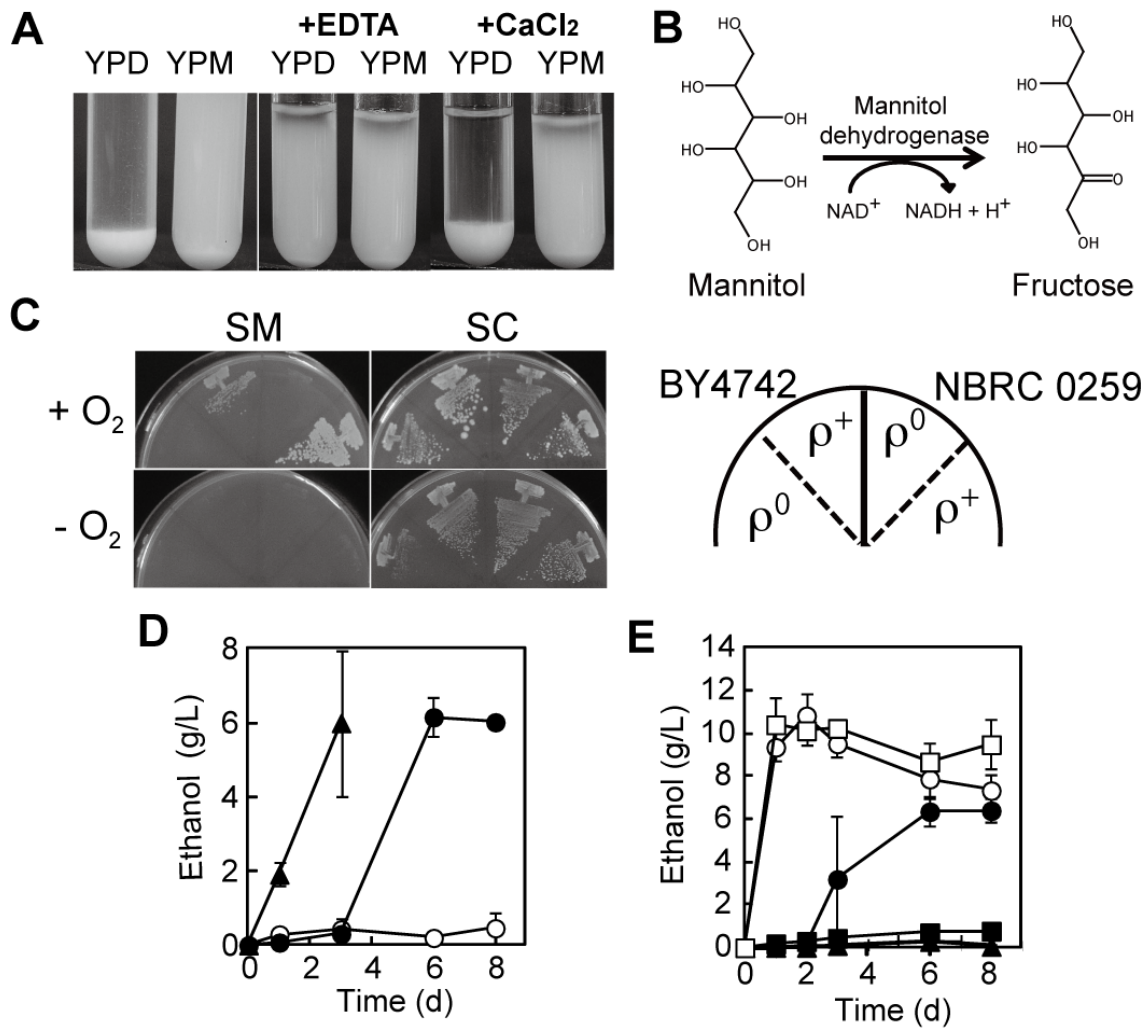 A
+EDTA
+CaCl₂
YPD YPM
YPD YPM
YPD YPM
B
HO
HO
OH
HO
OH
OH
Mannitol
Mannitol
dehydrogenase
NAD⁺
NADH + H⁺
HO
HO
OH
HO
O
OH
Fructose
C
SM
SC
+ O₂
- O₂
BY4742
NBRC 0259
ρ⁰
ρ⁺
ρ⁰
ρ⁺
D
Ethanol (g/L)
8
6
4
2
0
0 2 4 6 8
Time (d)
E
Ethanol (g/L)
14
12
10
8
6
4
2
0
0 2 4 6 8
Time (d)